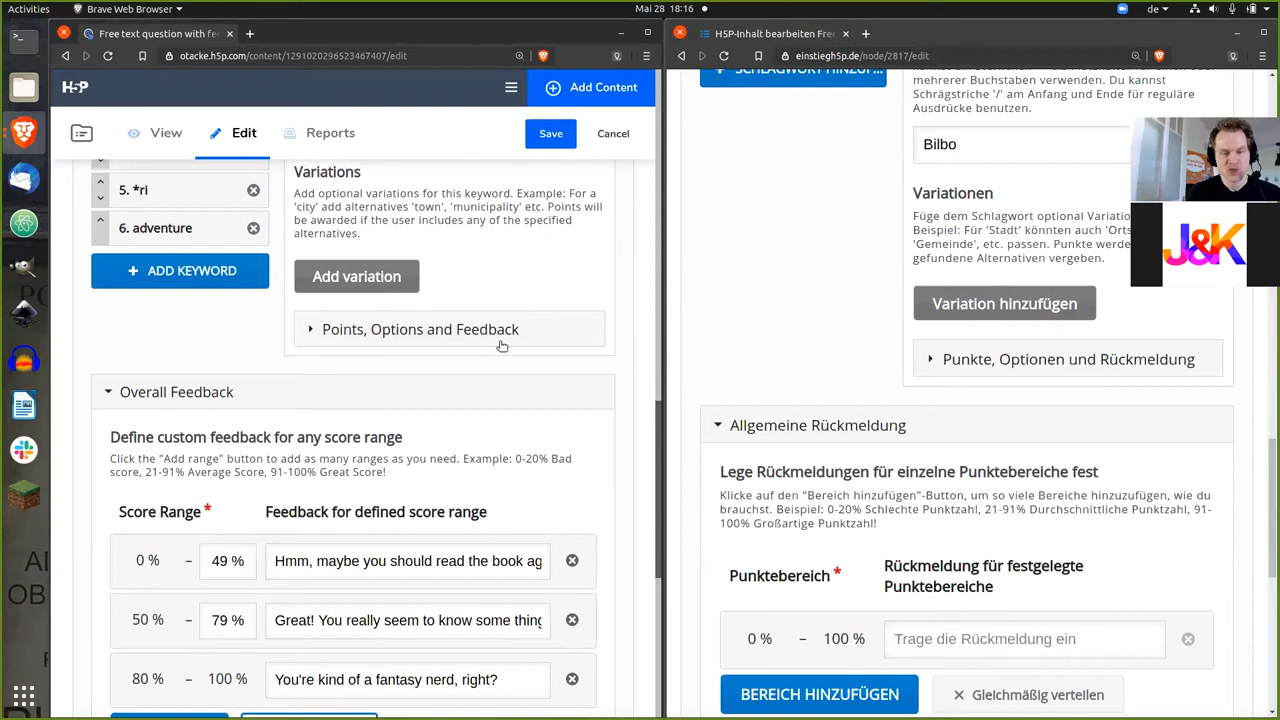 Activities
Brave Web Browser
Mai 28 18:16
de
Free text question with fe
otacke.h5p.com/content/1291020296523467407/edit
H5P
Add Content
View
Edit
Reports
Save
Cancel
5. *ri
6. adventure
+ ADD KEYWORD
Variations
Add optional variations for this keyword. Example: For a
'city' add alternatives 'town', 'municipality' etc. Points will
be awarded if the user includes any of the specified
alternatives.
Add variation
Points, Options and Feedback
Overall Feedback
Define custom feedback for any score range
Click the "Add range" button to add as many ranges as you need. Example: 0-20% Bad
score, 21-91% Average Score, 91-100% Great Score!
Score Range * Feedback for defined score range
0 % – 49 % Hmm, maybe you should read the book ag
50 % – 79 % Great! You really seem to know some thing
80 % – 100 % You're kind of a fantasy nerd, right?
H5P-Inhalt bearbeiten Free
einstiegh5p.de/node/2817/edit
+ SCHLAGWORT HINZUF...
mehrerer Buchstaben verwenden. Du kannst
Schrägstriche '/' am Anfang und Ende für reguläre
Ausdrücke benutzen.
Bilbo
Variationen
Füge dem Schlagwort optional Variatio
Beispiel: Für 'Stadt' könnten auch 'Orts
'Gemeinde', etc. passen. Punkte werde
gefundene Alternativen vergeben.
J&K
Variation hinzufügen
Punkte, Optionen und Rückmeldung
Allgemeine Rückmeldung
Lege Rückmeldungen für einzelne Punktebereiche fest
Klicke auf den "Bereich hinzufügen"-Button, um so viele Bereiche hinzuzufügen, wie du
brauchst. Beispiel: 0-20% Schlechte Punktzahl, 21-91% Durchschnittliche Punktzahl, 91-
100% Großartige Punktzahl!
Punktebereich *
Rückmeldung für festgelegte
Punktebereiche
0 % – 100 % Trage die Rückmeldung ein
BEREICH HINZUFÜGEN
Gleichmäßig verteilen